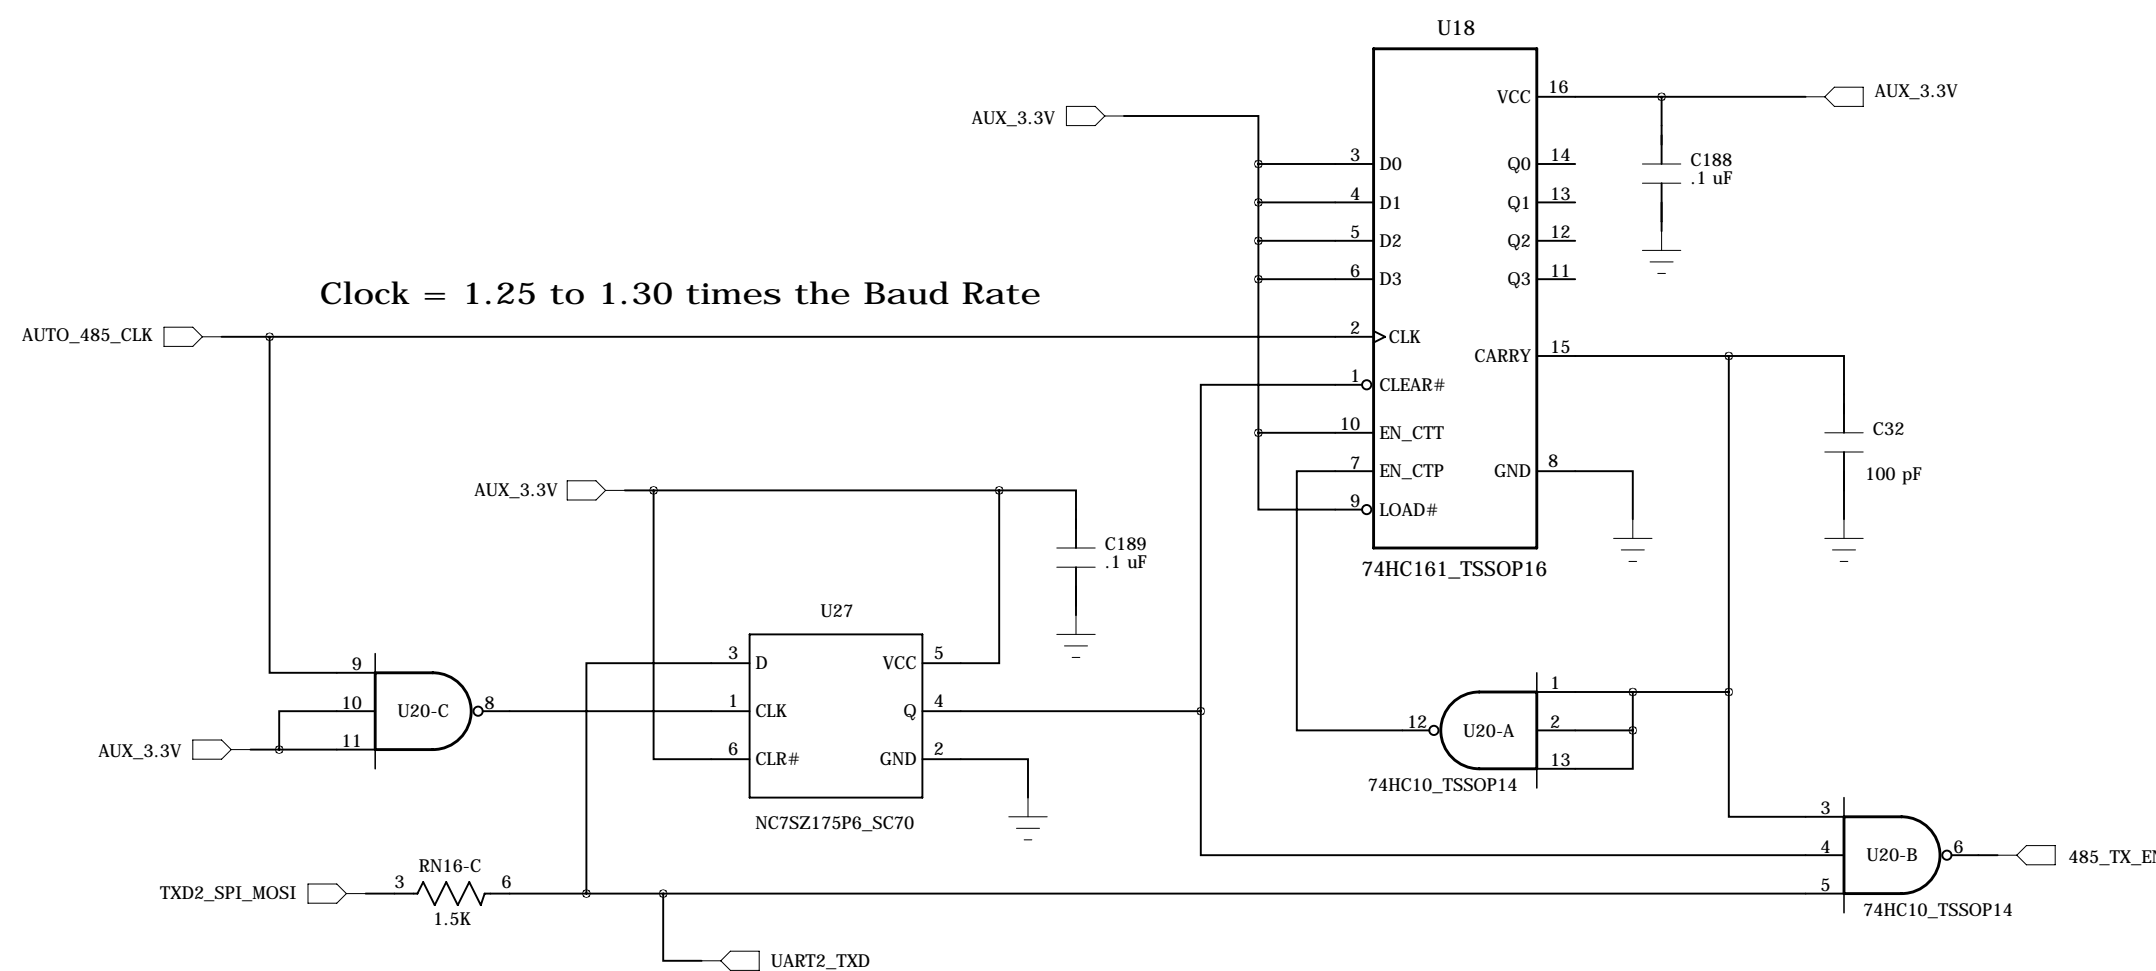 U18
VCC 16 AUX_3.3V
AUX_3.3V
C188
.1 uF
3 D0 Q0 14
4 D1 Q1 13
5 D2 Q2 12
6 D3 Q3 11
Clock = 1.25 to 1.30 times the Baud Rate
AUTO_485_CLK 2 CLK
CARRY 15
1 CLEAR#
10 EN_CTT
C32
100 pF
7 EN_CTP GND 8
9 LOAD#
74HC161_TSSOP16
AUX_3.3V
C189
.1 uF
U27
3 D VCC 5
1 CLK Q 4
6 CLR# GND 2
NC7SZ175P6_SC70
9
10 U20-C 8
11
AUX_3.3V
1
12 U20-A 2
13
74HC10_TSSOP14
3
4 U20-B 6 485_TX_EN
5
74HC10_TSSOP14
RN16-C
TXD2_SPI_MOSI 3 6
1.5K
UART2_TXD